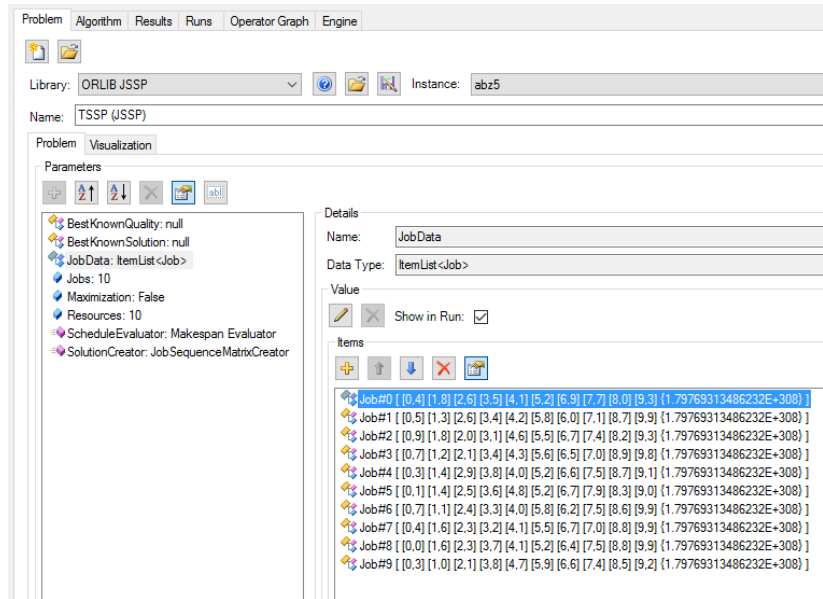 Problem Algorithm Results Runs Operator Graph Engine
Library: ORLIB JSSP Instance: abz5
Name: TSSP (JSSP)
Problem Visualization
Parameters
Details
BestKnownQuality: null
BestKnownSolution: null
JobData: ItemList<Job>
Jobs: 10
Maximization: False
Resources: 10
ScheduleEvaluator: Makespan Evaluator
SolutionCreator: JobSequenceMatrixCreator
Name: JobData
Data Type: ItemList<Job>
Value
Show in Run:
Items
Job#0 [ [0,4] [1,8] [2,6] [3,5] [4,1] [5,2] [6,9] [7,7] [8,0] [9,3] {1.79769313486232E+308} ]
Job#1 [ [0,5] [1,3] [2,6] [3,4] [4,2] [5,8] [6,0] [7,1] [8,7] [9,9] {1.79769313486232E+308} ]
Job#2 [ [0,9] [1,8] [2,0] [3,1] [4,6] [5,5] [6,7] [7,4] [8,2] [9,3] {1.79769313486232E+308} ]
Job#3 [ [0,7] [1,2] [2,1] [3,4] [4,3] [5,6] [6,5] [7,0] [8,9] [9,8] {1.79769313486232E+308} ]
Job#4 [ [0,3] [1,4] [2,9] [3,8] [4,0] [5,2] [6,6] [7,5] [8,7] [9,1] {1.79769313486232E+308} ]
Job#5 [ [0,1] [1,4] [2,5] [3,6] [4,8] [5,2] [6,7] [7,9] [8,3] [9,0] {1.79769313486232E+308} ]
Job#6 [ [0,7] [1,1] [2,4] [3,3] [4,0] [5,8] [6,2] [7,5] [8,6] [9,9] {1.79769313486232E+308} ]
Job#7 [ [0,4] [1,6] [2,3] [3,2] [4,1] [5,5] [6,7] [7,0] [8,8] [9,9] {1.79769313486232E+308} ]
Job#8 [ [0,0] [1,6] [2,3] [3,7] [4,1] [5,2] [6,4] [7,5] [8,8] [9,9] {1.79769313486232E+308} ]
Job#9 [ [0,3] [1,0] [2,1] [3,8] [4,7] [5,9] [6,6] [7,4] [8,5] [9,2] {1.79769313486232E+308} ]